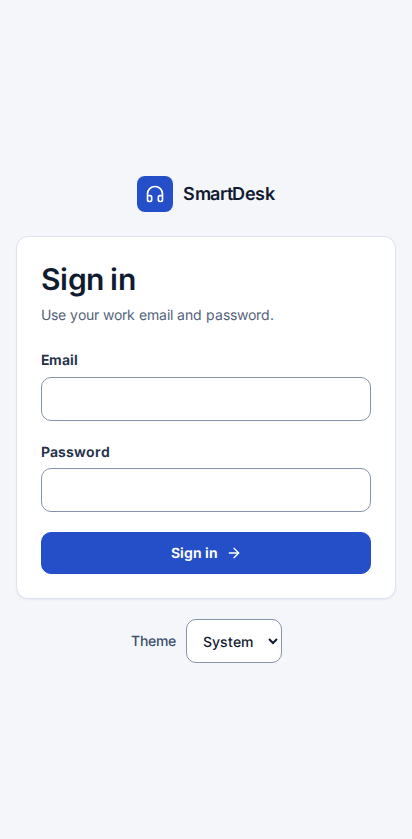 SmartDesk
Sign in
Use your work email and password.
Email
Password
Sign in
Theme System